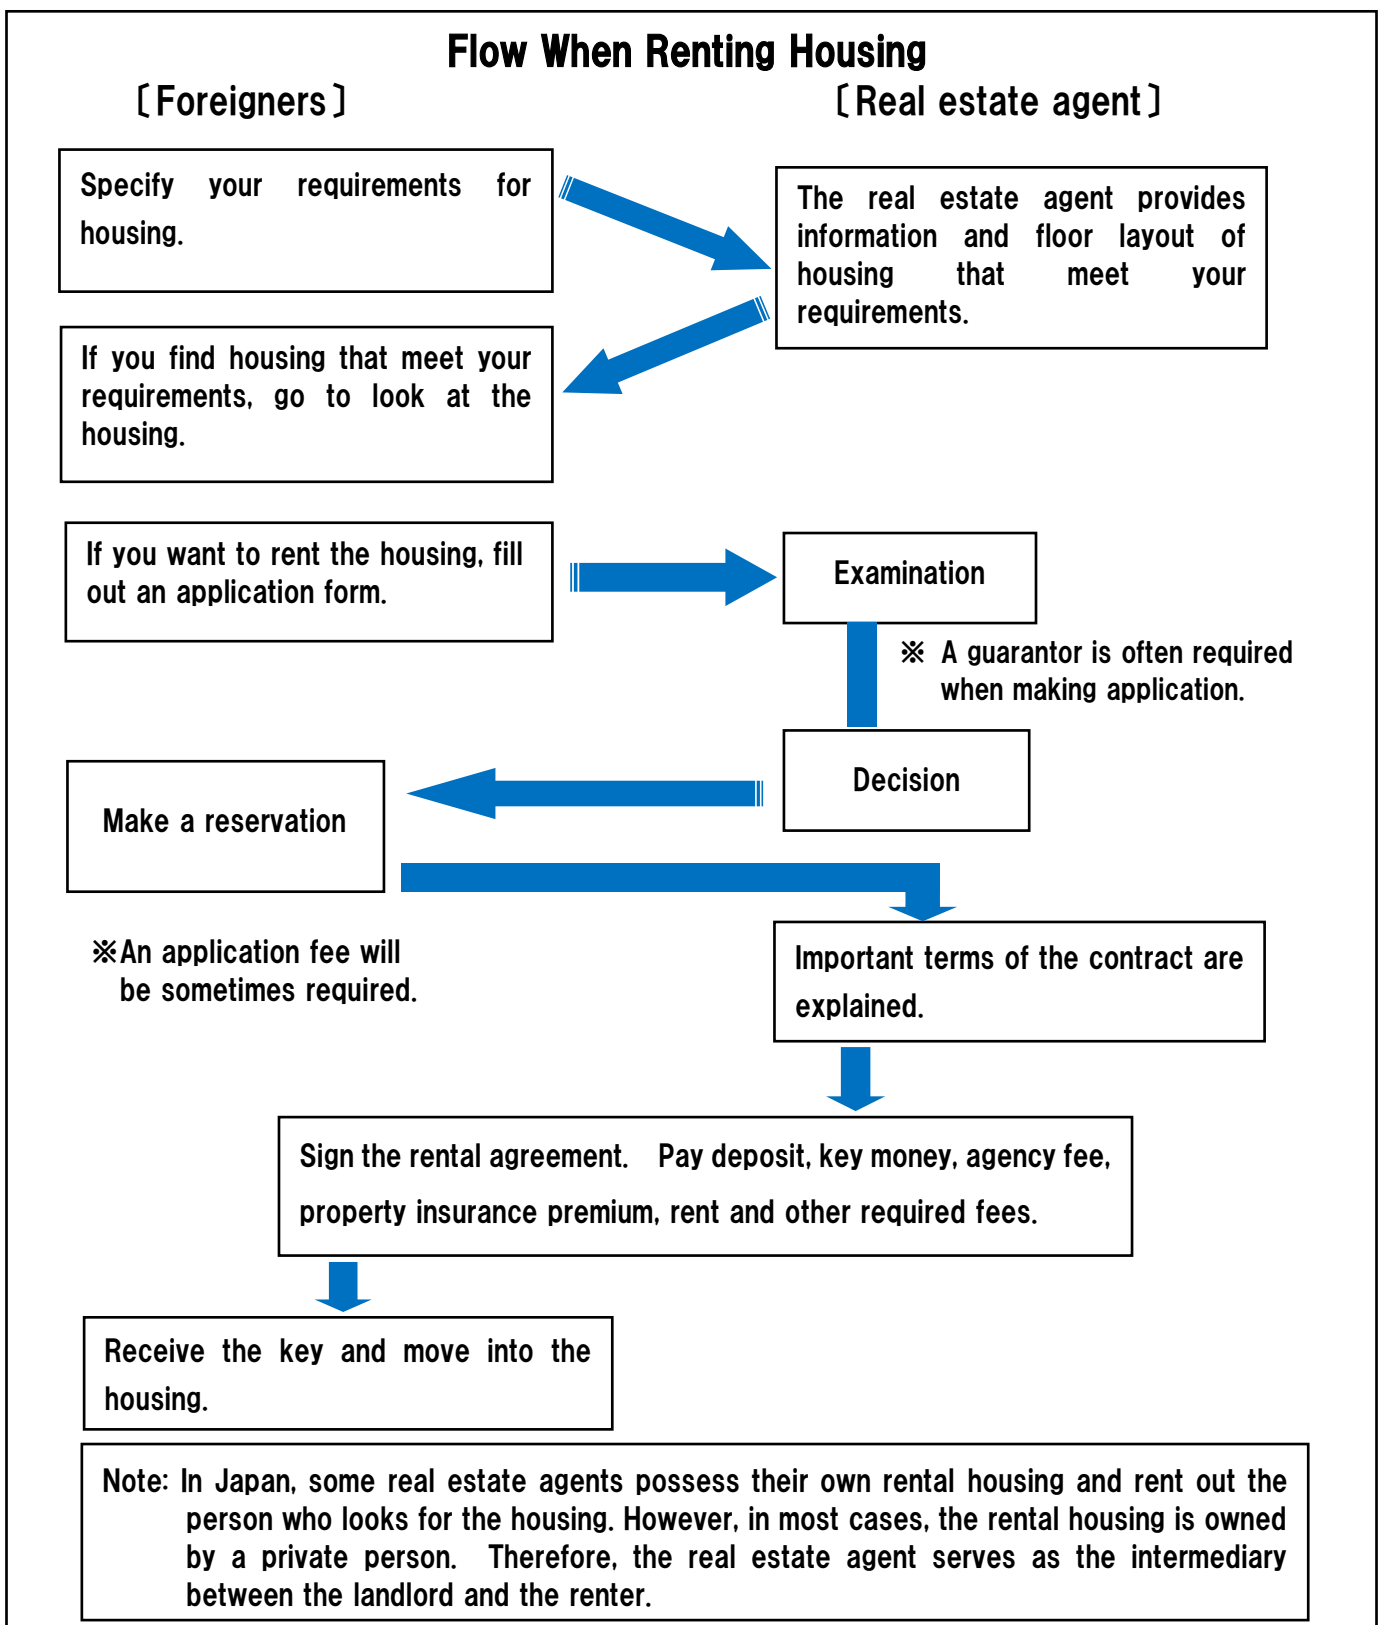 Flow When Renting Housing
〔Foreigners〕
〔Real estate agent〕
Specify your requirements for
housing.
The real estate agent provides
information and floor layout of
housing that meet your
requirements.
If you find housing that meet your
requirements, go to look at the
housing.
If you want to rent the housing, fill
out an application form.
Examination
※ A guarantor is often required
when making application.
Decision
Make a reservation
※An application fee will
be sometimes required.
Important terms of the contract are
explained.
Sign the rental agreement. Pay deposit, key money, agency fee,
property insurance premium, rent and other required fees.
Receive the key and move into the
housing.
Note: In Japan, some real estate agents possess their own rental housing and rent out the
person who looks for the housing. However, in most cases, the rental housing is owned
by a private person. Therefore, the real estate agent serves as the intermediary
between the landlord and the renter.